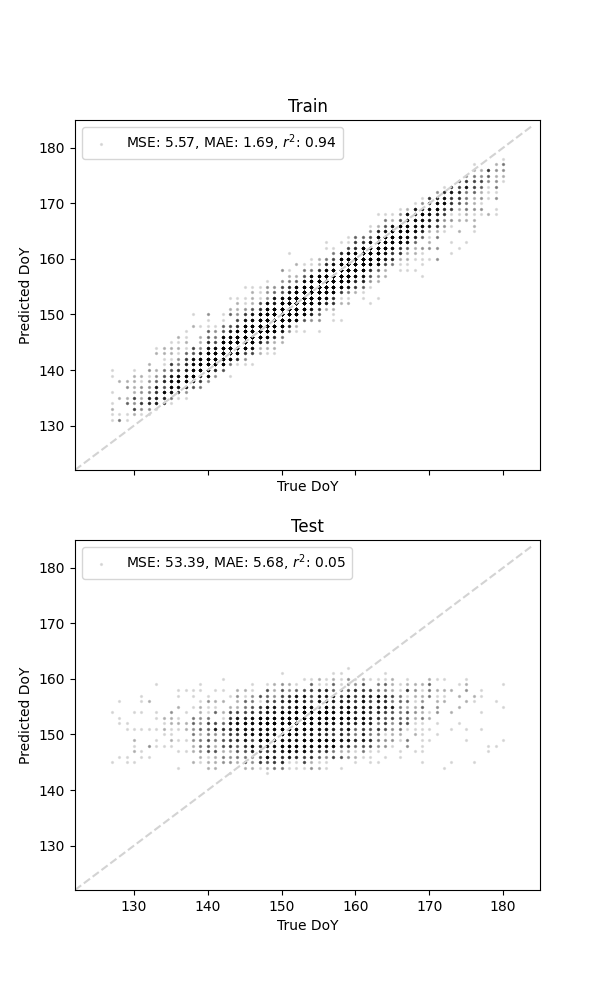 Train
MSE: 5.57, MAE: 1.69, r²: 0.94
180
170
160
150
140
130
Predicted DoY
True DoY
Test
MSE: 53.39, MAE: 5.68, r²: 0.05
180
170
160
150
140
130
Predicted DoY
130 140 150 160 170 180
True DoY